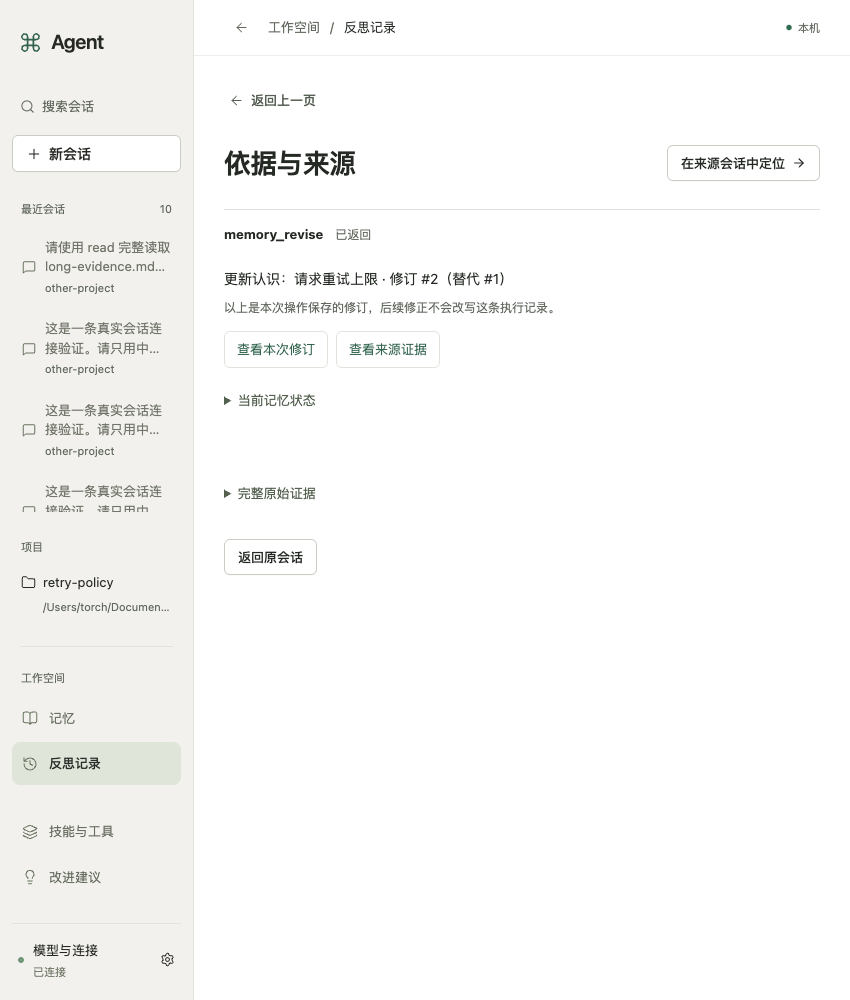 Agent
搜索会话
新会话
最近会话 10
请使用 read 完整读取
long-evidence.md...
other-project
这是一条真实会话连
接验证。请只用中...
other-project
这是一条真实会话连
接验证。请只用中...
other-project
这是一条真实会话连
接验证。请只用中
项目
retry-policy
/Users/torch/Documen...
工作空间
记忆
反思记录
技能与工具
改进建议
模型与连接
已连接
工作空间 / 反思记录
本机
返回上一页
依据与来源
在来源会话中定位
memory_revise 已返回
更新认识：请求重试上限 · 修订 #2（替代 #1）
以上是本次操作保存的修订，后续修正不会改写这条执行记录。
查看本次修订 查看来源证据
当前记忆状态
完整原始证据
返回原会话